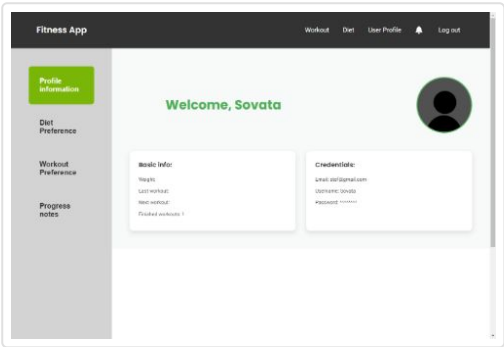 Fitness App
Workout Diet User Profile Log out
Profile
information
Diet
Preference
Workout
Preference
Progress
notes
Welcome, Sovata
Basic info:
Weight:
Last workout:
Next workout:
Finished workouts: 1
Credentials:
Email:
Username: Sovata
Password: ********